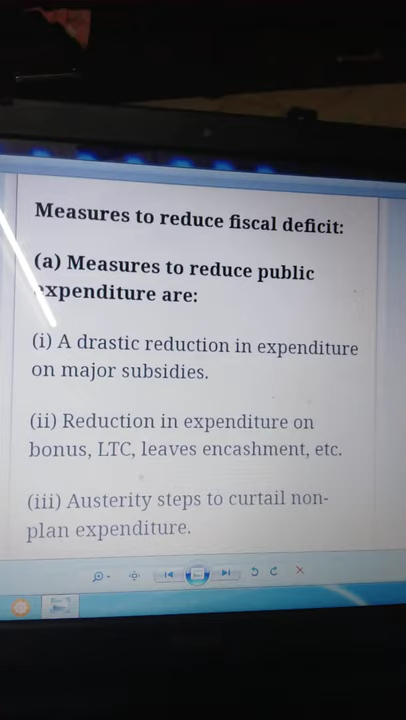 Measures to reduce fiscal deficit:
(a) Measures to reduce public
expenditure are:
(i) A drastic reduction in expenditure
on major subsidies.
(ii) Reduction in expenditure on
bonus, LTC, leaves encashment, etc.
(iii) Austerity steps to curtail non-
plan expenditure.